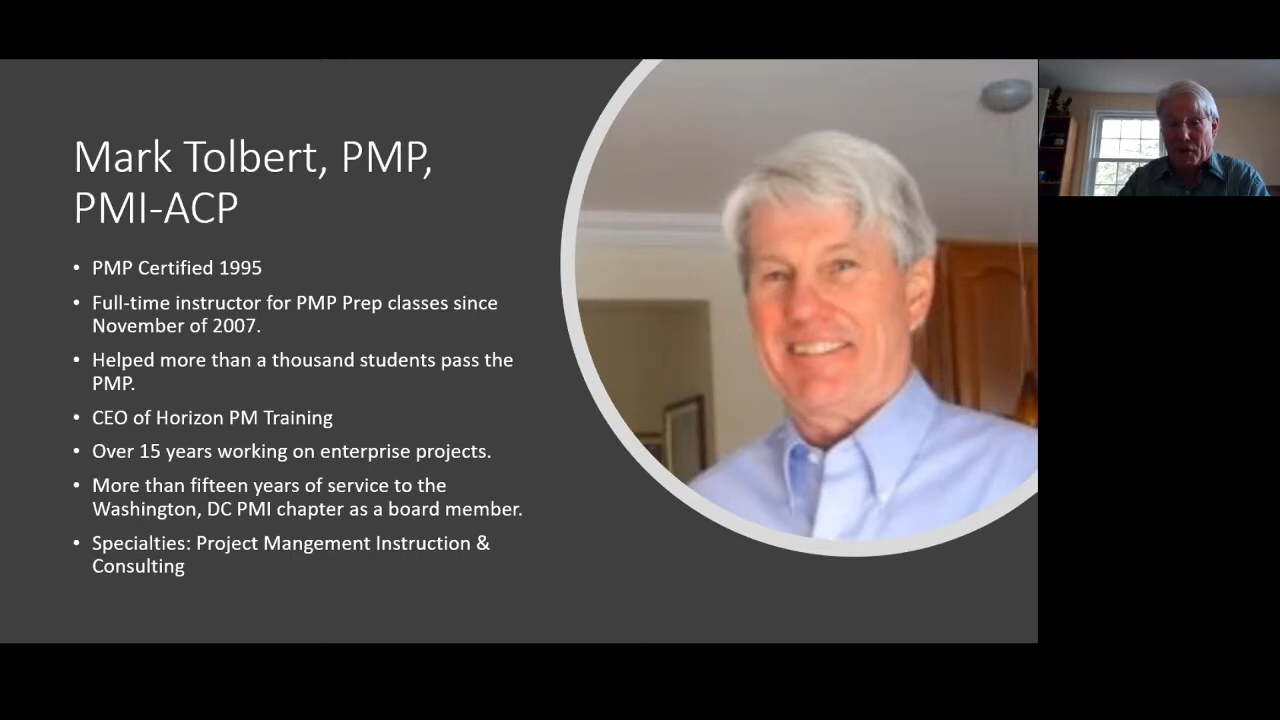 Mark Tolbert, PMP,
PMI-ACP
• PMP Certified 1995
• Full-time instructor for PMP Prep classes since
November of 2007.
• Helped more than a thousand students pass the
PMP.
• CEO of Horizon PM Training
• Over 15 years working on enterprise projects.
• More than fifteen years of service to the
Washington, DC PMI chapter as a board member.
• Specialties: Project Mangement Instruction &
Consulting